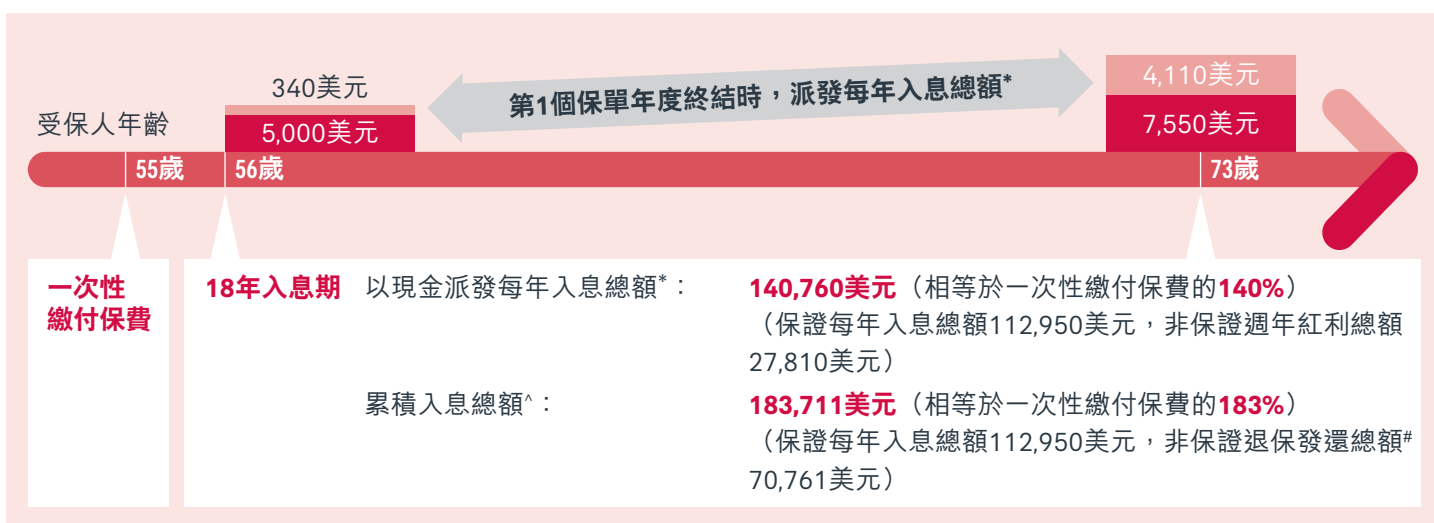 340美元
第1個保單年度終結時，派發每年入息總額*
4,110美元
受保人年齡
5,000美元
7,550美元
55歲
56歲
73歲
一次性
繳付保費
18年入息期 以現金派發每年入息總額*：
140,760美元（相等於一次性繳付保費的140%）
（保證每年入息總額112,950美元，非保證週年紅利總額
27,810美元）
累積入息總額^：
183,711美元（相等於一次性繳付保費的183%）
（保證每年入息總額112,950美元，非保證退保發還總額#
70,761美元）